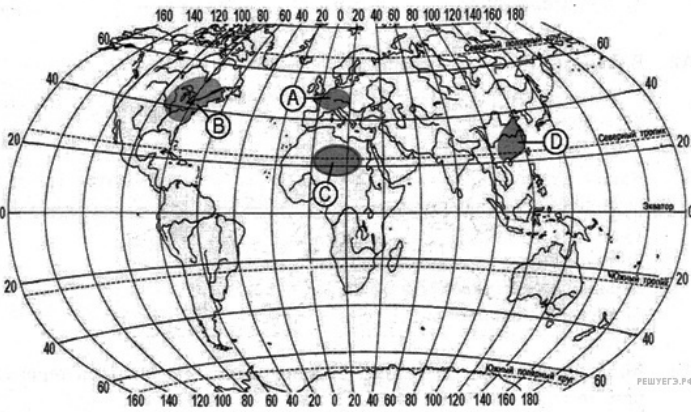 160 140 120 100 80 60 40 20 0 20 40 60 80 100 120 140 160 180
60 Северный полярный круг 60
40 40
A
B
D
Северный тропик
20 20
C
Экватор
0 0
Южный тропик
20 20
40 40
Южный полярный круг
60 60
160 140 120 100 80 60 40 20 0 20 40 60 80 100 120 140 160 180
РЕШУЕГЭ.РФ